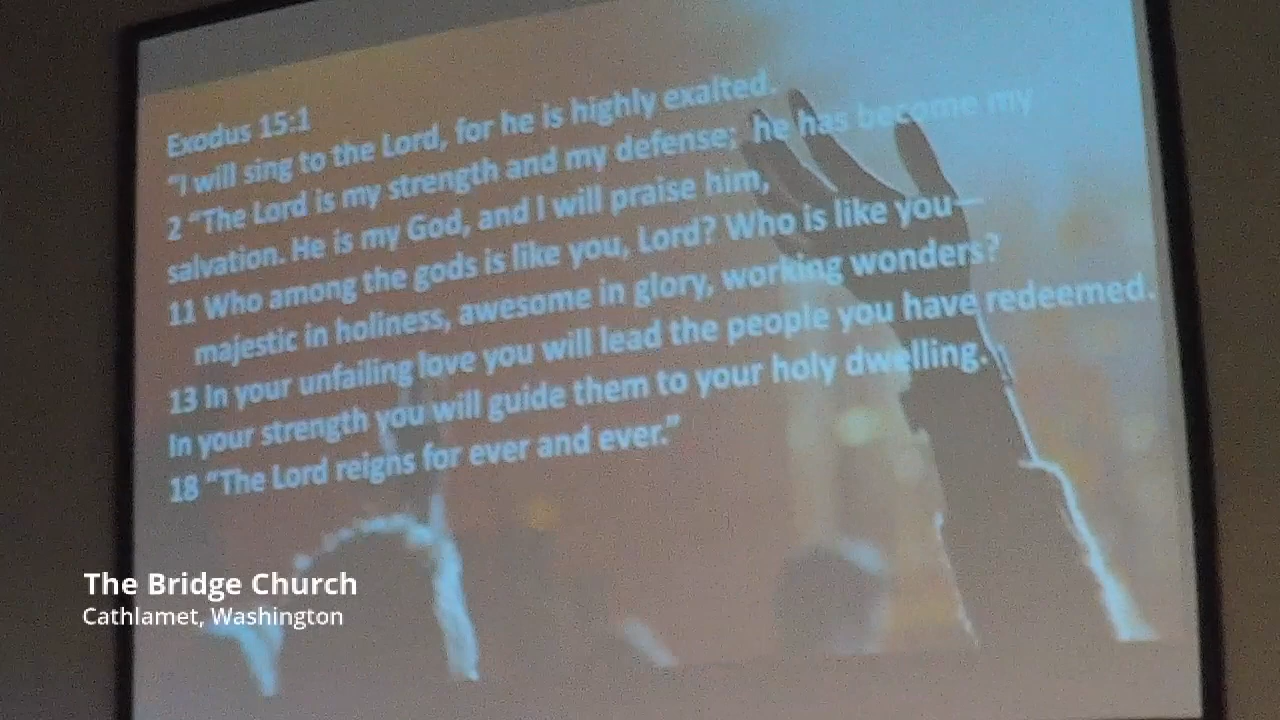 Exodus 15:1
“I will sing to the Lord, for he is highly exalted.
2 “The Lord is my strength and my defense; he has become my
salvation. He is my God, and I will praise him,
11 Who among the gods is like you, Lord? Who is like you—
majestic in holiness, awesome in glory, working wonders?
13 In your unfailing love you will lead the people you have redeemed.
In your strength you will guide them to your holy dwelling.
18 “The Lord reigns for ever and ever.”
The Bridge Church
Cathlamet, Washington